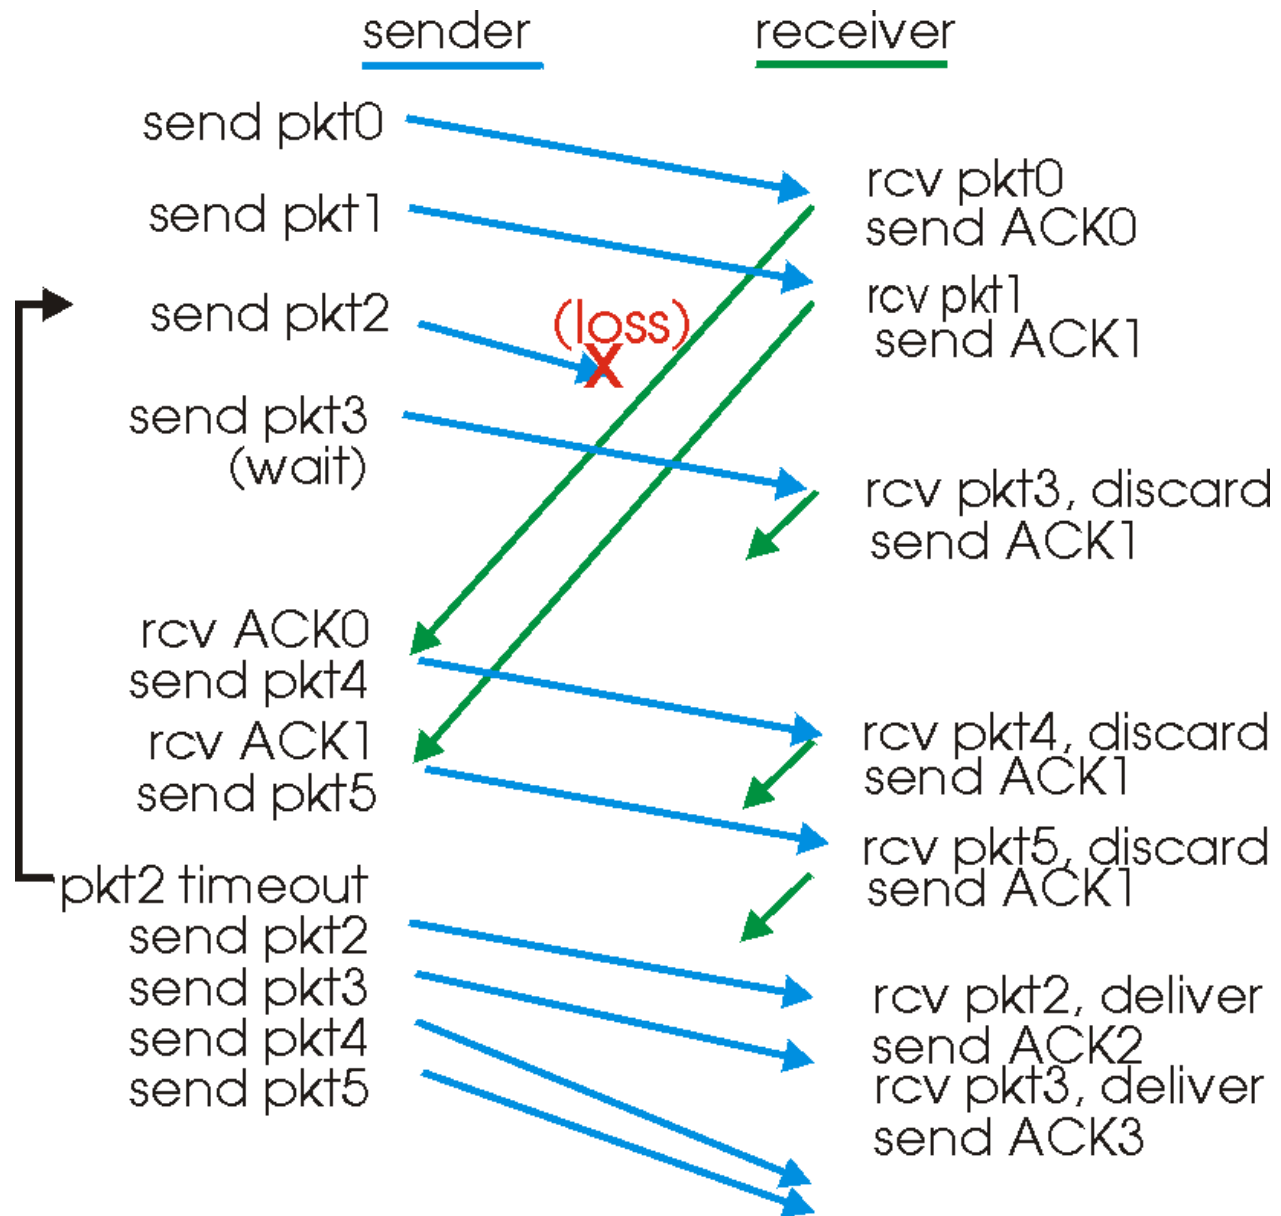 sender
receiver
send pkt0
rcv pkt0
send ACK0
send pkt1
rcv pkt1
send ACK1
send pkt2
(loss)
X
send pkt3
(wait)
rcv pkt3, discard
send ACK1
rcv ACK0
send pkt4
rcv ACK1
send pkt5
rcv pkt4, discard
send ACK1
rcv pkt5, discard
send ACK1
pkt2 timeout
send pkt2
send pkt3
send pkt4
send pkt5
rcv pkt2, deliver
send ACK2
rcv pkt3, deliver
send ACK3